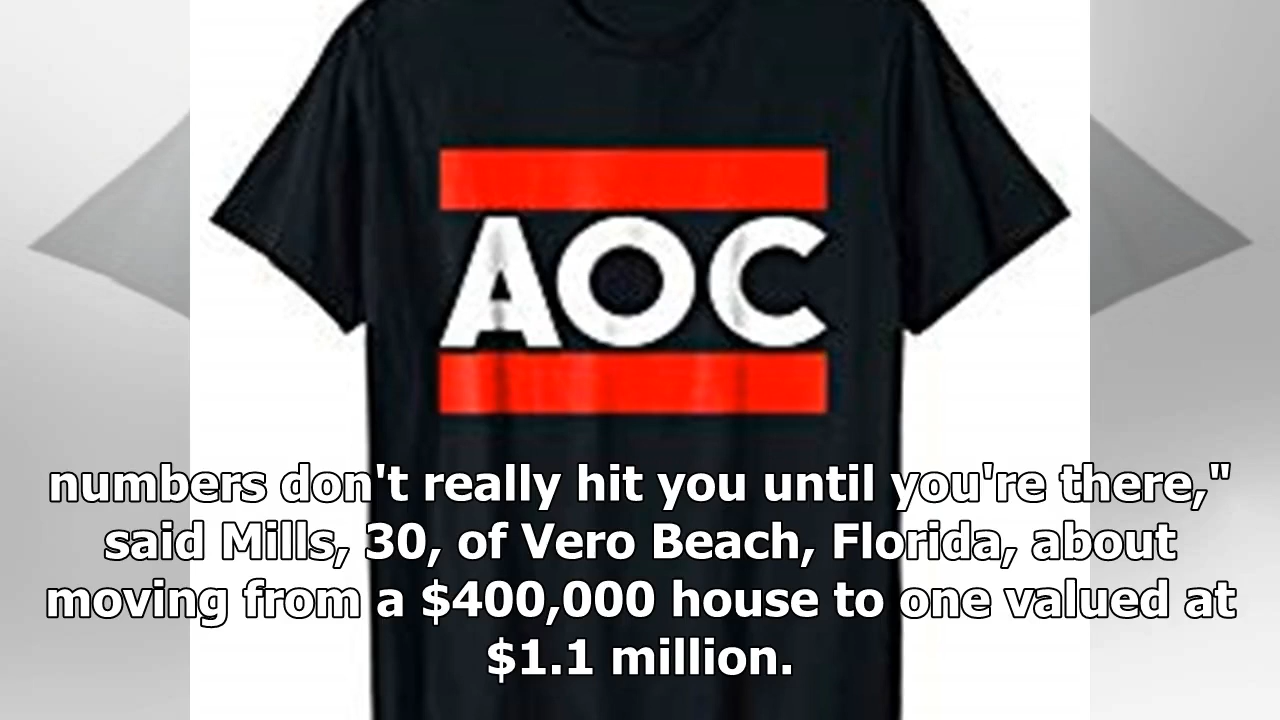 AOC
numbers don't really hit you until you're there,"
said Mills, 30, of Vero Beach, Florida, about
moving from a $400,000 house to one valued at
$1.1 million.